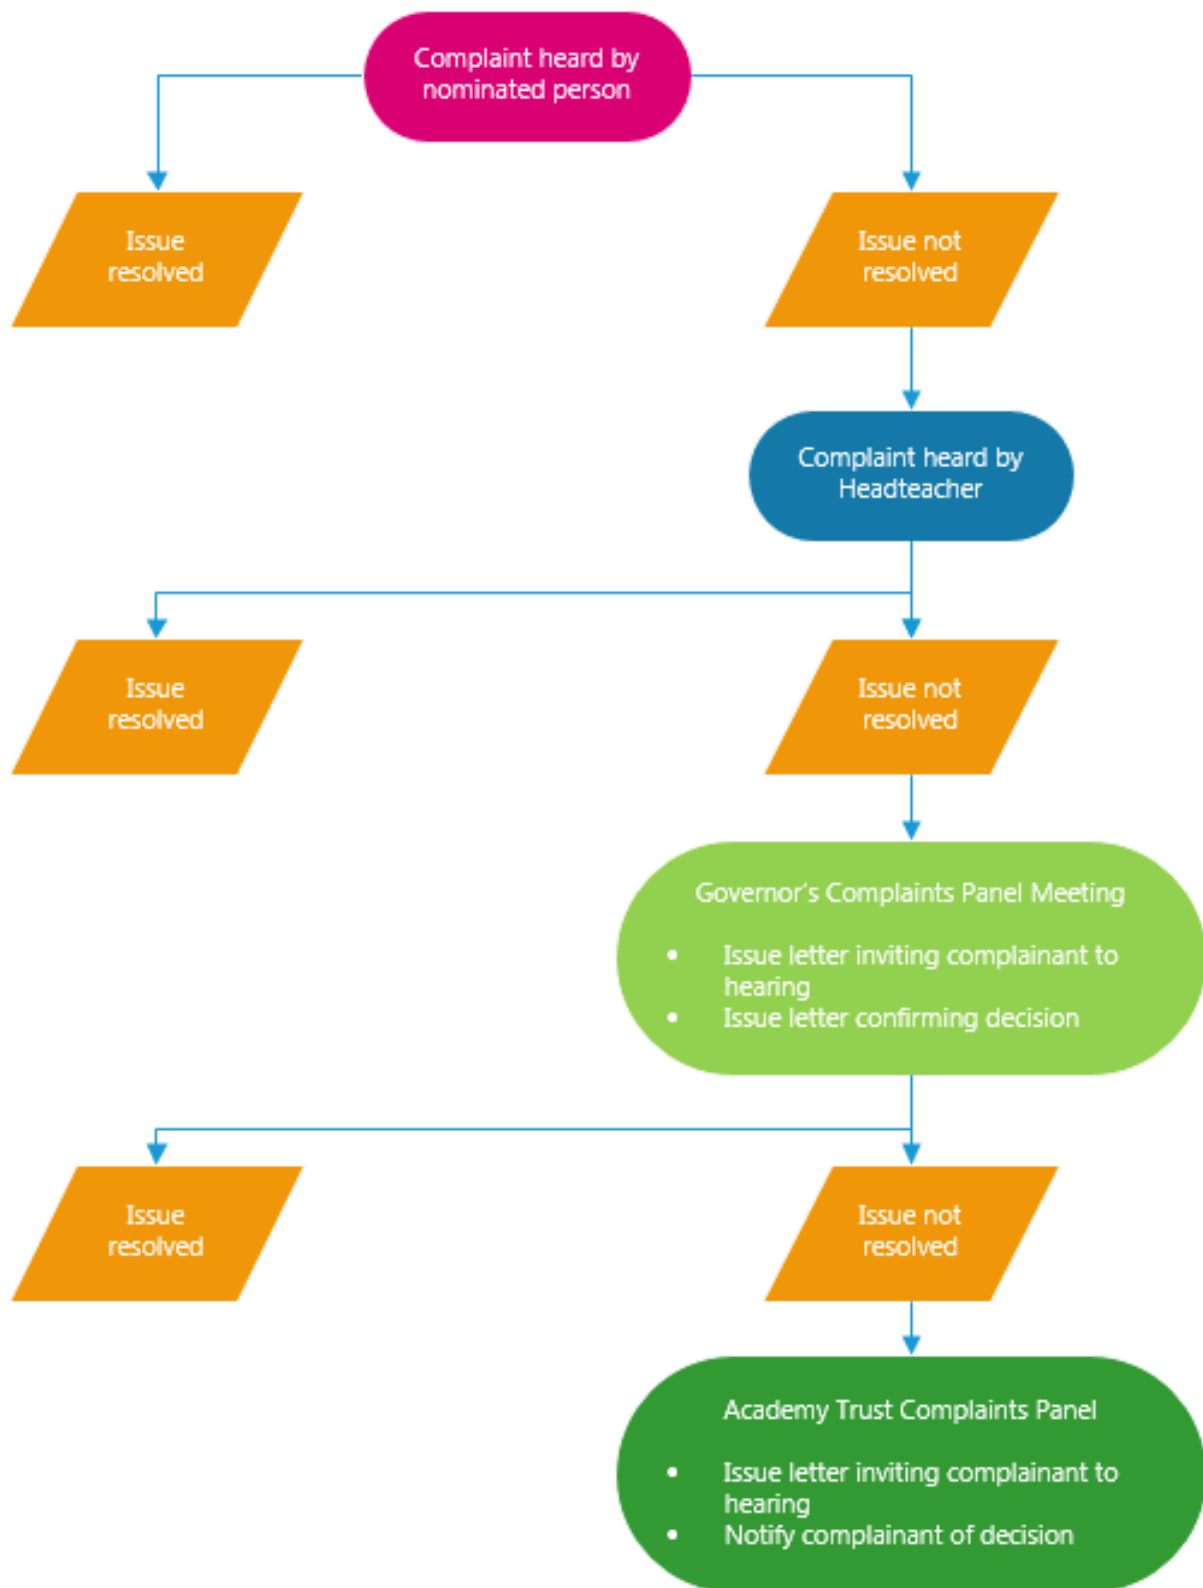 Complaint heard by
nominated person
Issue
resolved
Issue not
resolved
Complaint heard by
Headteacher
Issue
resolved
Issue not
resolved
Governor's Complaints Panel Meeting
• Issue letter inviting complainant to
hearing
• Issue letter confirming decision
Issue
resolved
Issue not
resolved
Academy Trust Complaints Panel
• Issue letter inviting complainant to
hearing
• Notify complainant of decision